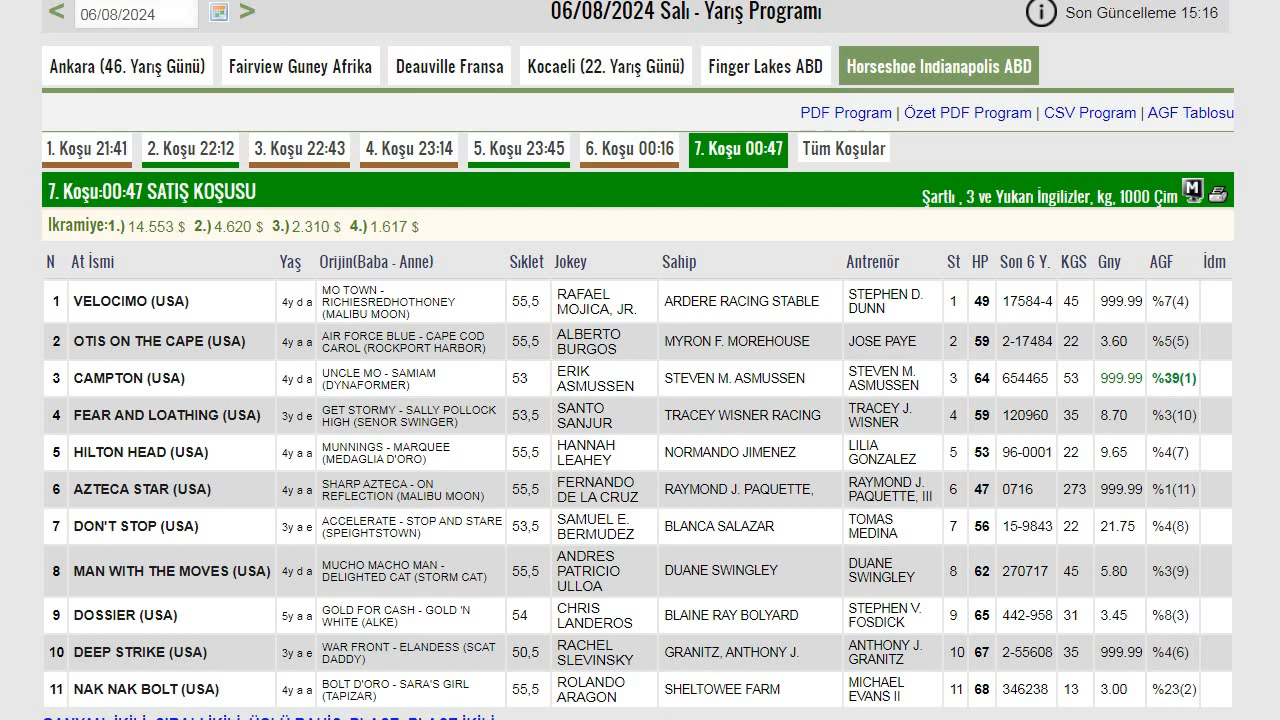 < 06/08/2024 >
06/08/2024 Salı - Yarış Programı
i Son Güncelleme 15:16
Ankara (46. Yarış Günü) Fairview Guney Afrika Deauville Fransa Kocaeli (22. Yarış Günü) Finger Lakes ABD Horseshoe Indianapolis ABD
PDF Program | Özet PDF Program | CSV Program | AGF Tablosu
1. Koşu 21:41 2. Koşu 22:12 3. Koşu 22:43 4. Koşu 23:14 5. Koşu 23:45 6. Koşu 00:16 7. Koşu 00:47 Tüm Koşular
7. Koşu:00:47 SATIŞ KOŞUSU
Şartlı , 3 ve Yukarı İngilizler, kg, 1000 Çim M
İkramiye:1.) 14.553 $ 2.) 4.620 $ 3.) 2.310 $ 4.) 1.617 $
N At İsmi Yaş Orijin(Baba - Anne) Sıklet Jokey Sahip Antrenör St HP Son 6 Y. KGS Gny AGF İdm
1 VELOCIMO (USA) 4y d a MO TOWN - RICHIESREDHOTHONEY (MALIBU MOON) 55,5 RAFAEL MOJICA, JR. ARDERE RACING STABLE STEPHEN D. DUNN 1 49 17584-4 45 999.99 %7(4)
2 OTIS ON THE CAPE (USA) 4y a a AIR FORCE BLUE - CAPE COD CAROL (ROCKPORT HARBOR) 55,5 ALBERTO BURGOS MYRON F. MOREHOUSE JOSE PAYE 2 59 2-17484 22 3.60 %5(5)
3 CAMPTON (USA) 4y d a UNCLE MO - SAMIAM (DYNAFORMER) 53 ERIK ASMUSSEN STEVEN M. ASMUSSEN STEVEN M. ASMUSSEN 3 64 654465 53 999.99 %39(1)
4 FEAR AND LOATHING (USA) 3y d e GET STORMY - SALLY POLLOCK HIGH (SENOR SWINGER) 53,5 SANTO SANJUR TRACEY WISNER RACING TRACEY J. WISNER 4 59 120960 35 8.70 %3(10)
5 HILTON HEAD (USA) 4y a a MUNNINGS - MARQUEE (MEDAGLIA D'ORO) 55,5 HANNAH LEAHEY NORMANDO JIMENEZ LILIA GONZALEZ 5 53 96-0001 22 9.65 %4(7)
6 AZTECA STAR (USA) 4y a a SHARP AZTECA - ON REFLECTION (MALIBU MOON) 55,5 FERNANDO DE LA CRUZ RAYMOND J. PAQUETTE, RAYMOND J. PAQUETTE, III 6 47 0716 273 999.99 %1(11)
7 DON'T STOP (USA) 3y a e ACCELERATE - STOP AND STARE (SPEIGHTSTOWN) 53,5 SAMUEL E. BERMUDEZ BLANCA SALAZAR TOMAS MEDINA 7 56 15-9843 22 21.75 %4(8)
8 MAN WITH THE MOVES (USA) 4y d a MUCHO MACHO MAN - DELIGHTED CAT (STORM CAT) 55,5 ANDRES PATRICIO ULLOA DUANE SWINGLEY DUANE SWINGLEY 8 62 270717 45 5.80 %3(9)
9 DOSSIER (USA) 5y a a GOLD FOR CASH - GOLD 'N WHITE (ALKE) 54 CHRIS LANDEROS BLAINE RAY BOLYARD STEPHEN V. FOSDICK 9 65 442-958 31 3.45 %8(3)
10 DEEP STRIKE (USA) 3y a e WAR FRONT - ELANDESS (SCAT DADDY) 50,5 RACHEL SLEVINSKY GRANITZ, ANTHONY J. ANTHONY J. GRANITZ 10 67 2-55608 35 999.99 %4(6)
11 NAK NAK BOLT (USA) 4y a a BOLT D'ORO - SARA'S GIRL (TAPIZAR) 55,5 ROLANDO ARAGON SHELTOWEE FARM MICHAEL EVANS II 11 68 346238 13 3.00 %23(2)